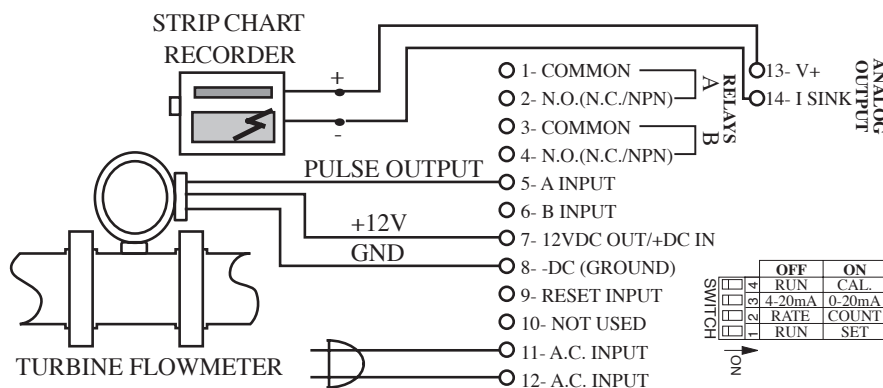 STRIP CHART
RECORDER
+
-
PULSE OUTPUT
+12V
GND
TURBINE FLOWMETER
1- COMMON
2- N.O.(N.C./NPN)
3- COMMON
4- N.O.(N.C./NPN)
5- A INPUT
6- B INPUT
7- 12VDC OUT/+DC IN
8- -DC (GROUND)
9- RESET INPUT
10- NOT USED
11- A.C. INPUT
12- A.C. INPUT
A
B
RELAYS
13- V+
14- I SINK
ANALOG
OUTPUT
SWITCH
OFF ON
4 RUN CAL.
3 4-20mA 0-20mA
2 RATE COUNT
1 RUN SET
ON